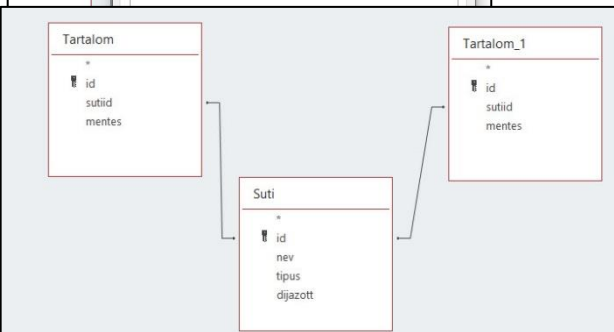 Tartalom
*
id
sutiid
mentes
Tartalom_1
*
id
sutiid
mentes
Suti
*
id
nev
tipus
dijazott